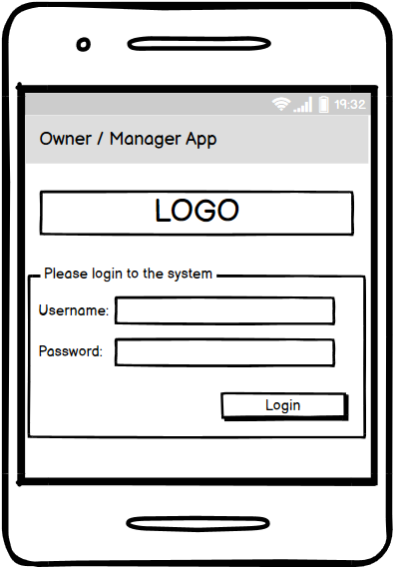 19:32
Owner / Manager App
LOGO
Please login to the system
Username:
Password:
Login